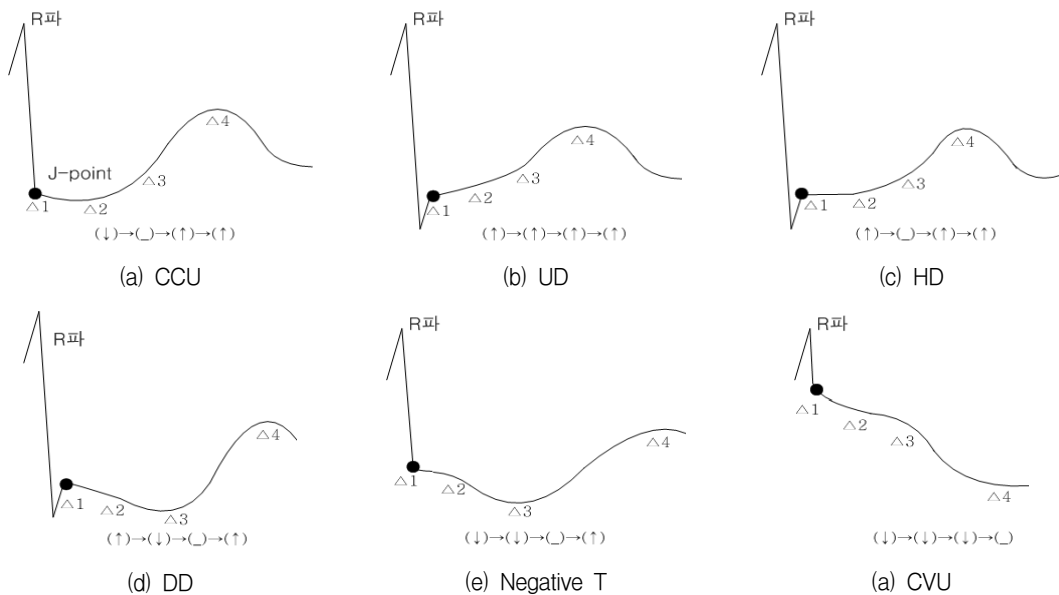 R파
J-point
△1
△2
△3
△4
(↓)→(_)→(↑)→(↑)
(a) CCU
R파
△1
△2
△3
△4
(↑)→(↑)→(↑)→(↑)
(b) UD
R파
△1
△2
△3
△4
(↑)→(_)→(↑)→(↑)
(c) HD
R파
△1
△2
△3
△4
(↑)→(↓)→(_)→(↑)
(d) DD
R파
△1
△2
△3
△4
(↓)→(↓)→(_)→(↑)
(e) Negative T
R파
△1
△2
△3
△4
(↓)→(↓)→(↓)→(_)
(a) CVU